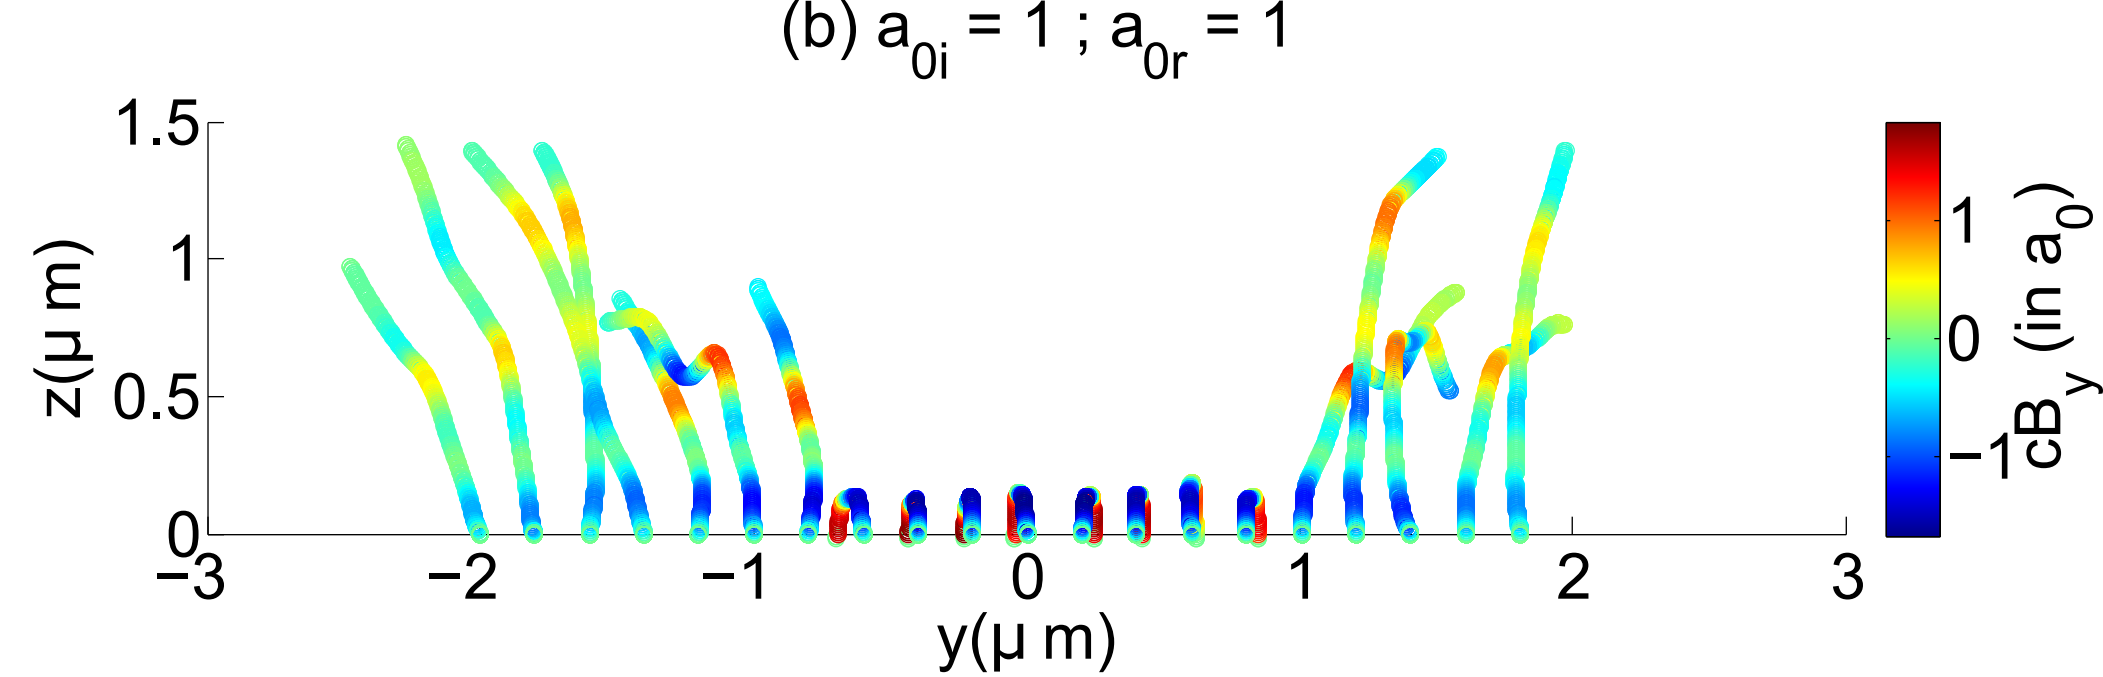 (b) a0i = 1 ; a0r = 1
1.5
1
0.5
0
z(μ m)
−3 −2 −1 0 1 2 3
y(μ m)
1
0
−1
cBy (in a0)